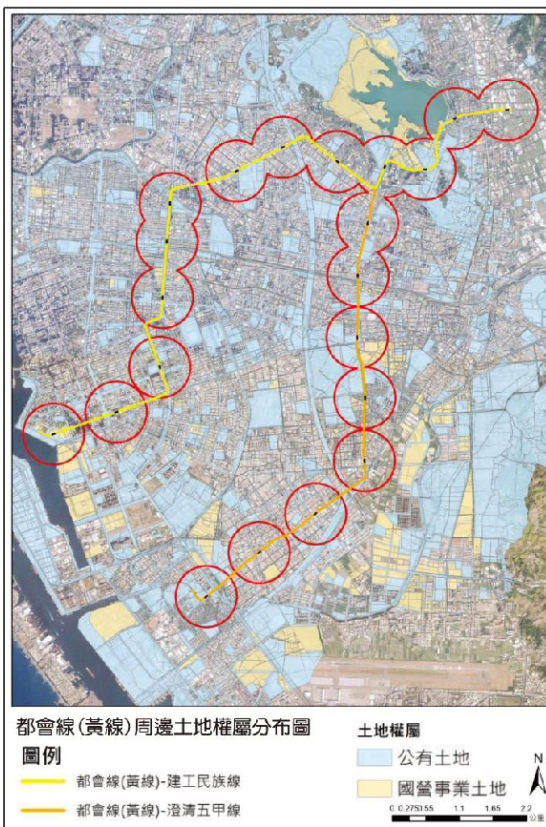 都會線(黃線)周邊土地權屬分布圖
圖例
都會線(黃線)-建工民族線
都會線(黃線)-澄清五甲線
土地權屬
公有土地
國營事業土地
N
0 0.2750.55 1.1 1.65 2.2
公里